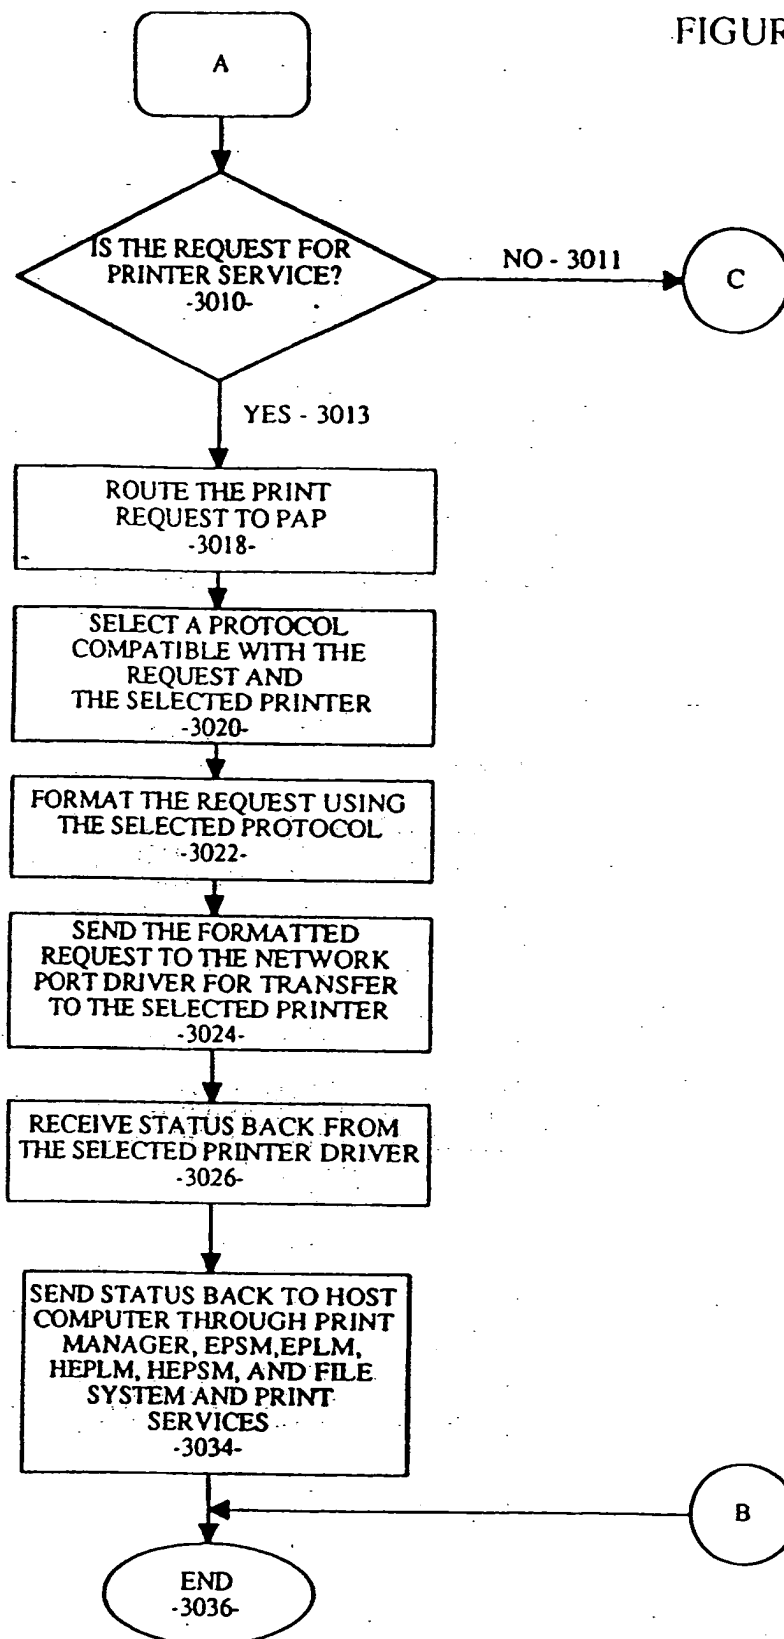 FIGUR
A
IS THE REQUEST FOR
PRINTER SERVICE?
-3010-
NO - 3011
C
YES - 3013
ROUTE THE PRINT
REQUEST TO PAP
-3018-
SELECT A PROTOCOL
COMPATIBLE WITH THE
REQUEST AND
THE SELECTED PRINTER
-3020-
FORMAT THE REQUEST USING
THE SELECTED PROTOCOL
-3022-
SEND THE FORMATTED
REQUEST TO THE NETWORK
PORT DRIVER FOR TRANSFER
TO THE SELECTED PRINTER
-3024-
RECEIVE STATUS BACK FROM
THE SELECTED PRINTER DRIVER
-3026-
SEND STATUS BACK TO HOST
COMPUTER THROUGH PRINT
MANAGER, EPSM,EPLM,
HEPLM, HEPSM, AND FILE
SYSTEM AND PRINT
SERVICES
-3034-
B
END
-3036-